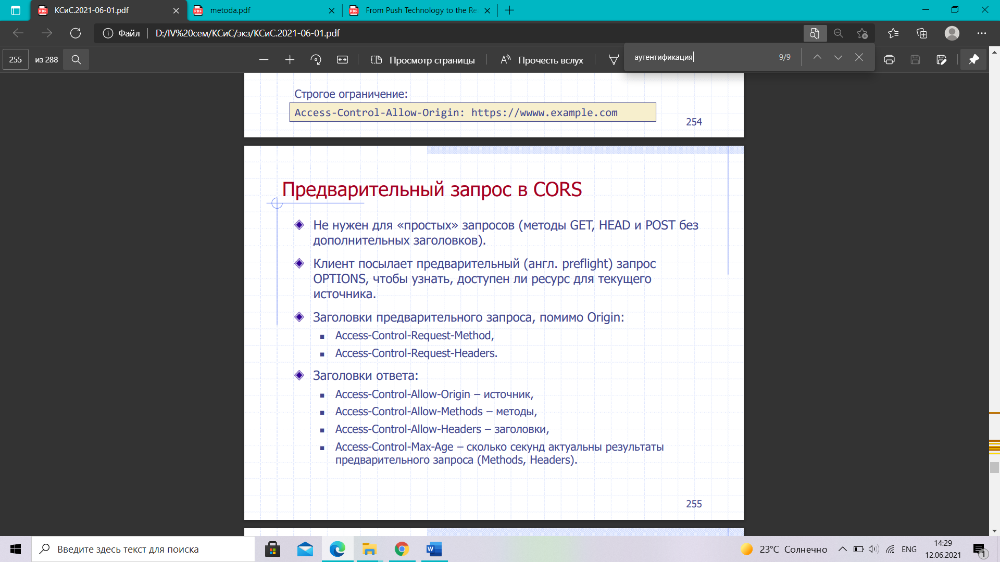 КСиС.2021-06-01.pdf
metoda.pdf
From Push Technology to the Re
Файл
D:/IV%20сем/КСиС/экз/КСиС.2021-06-01.pdf
255
из 288
Просмотр страницы
Прочесть вслух
аутентификация
9/9
Строгое ограничение:
Access-Control-Allow-Origin: https://wwww.example.com
254
Предварительный запрос в CORS
Не нужен для «простых» запросов (методы GET, HEAD и POST без
дополнительных заголовков).
Клиент посылает предварительный (англ. preflight) запрос
OPTIONS, чтобы узнать, доступен ли ресурс для текущего
источника.
Заголовки предварительного запроса, помимо Origin:
Access-Control-Request-Method,
Access-Control-Request-Headers.
Заголовки ответа:
Access-Control-Allow-Origin – источник,
Access-Control-Allow-Methods – методы,
Access-Control-Allow-Headers – заголовки,
Access-Control-Max-Age – сколько секунд актуальны результаты
предварительного запроса (Methods, Headers).
255
Введите здесь текст для поиска
23°C Солнечно
ENG
14:29
12.06.2021
1